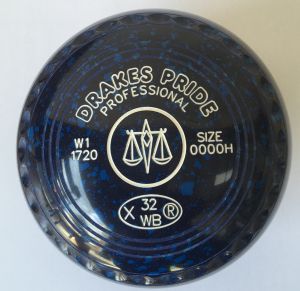 DRAKES PRIDE
PROFESSIONAL
W1
1720
SIZE
0000H
X 32 WB ®